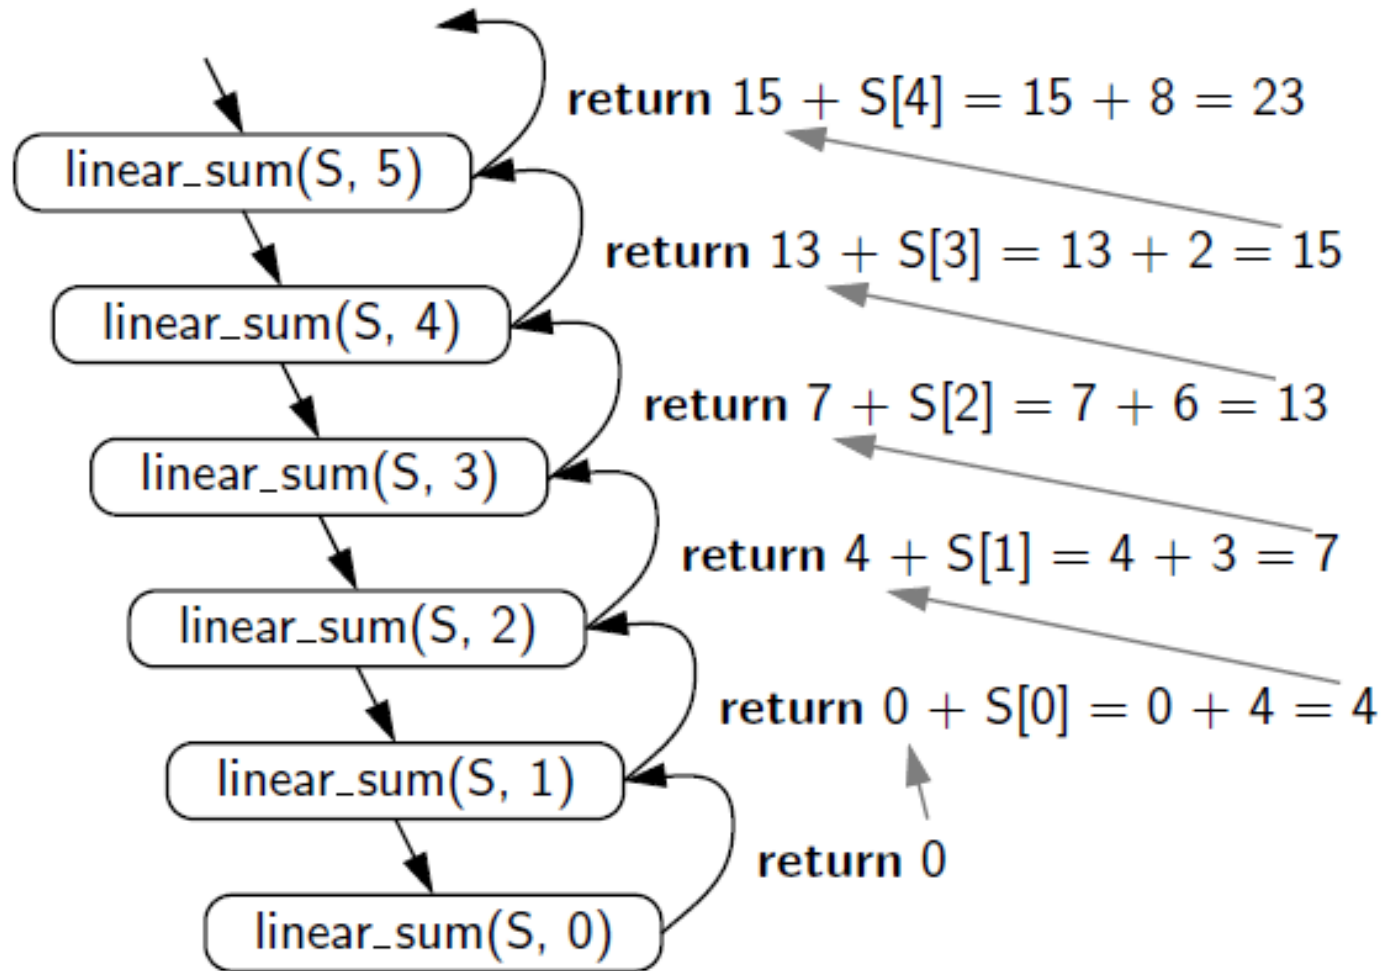 return 15 + S[4] = 15 + 8 = 23
linear_sum(S, 5)
return 13 + S[3] = 13 + 2 = 15
linear_sum(S, 4)
return 7 + S[2] = 7 + 6 = 13
linear_sum(S, 3)
return 4 + S[1] = 4 + 3 = 7
linear_sum(S, 2)
return 0 + S[0] = 0 + 4 = 4
linear_sum(S, 1)
return 0
linear_sum(S, 0)